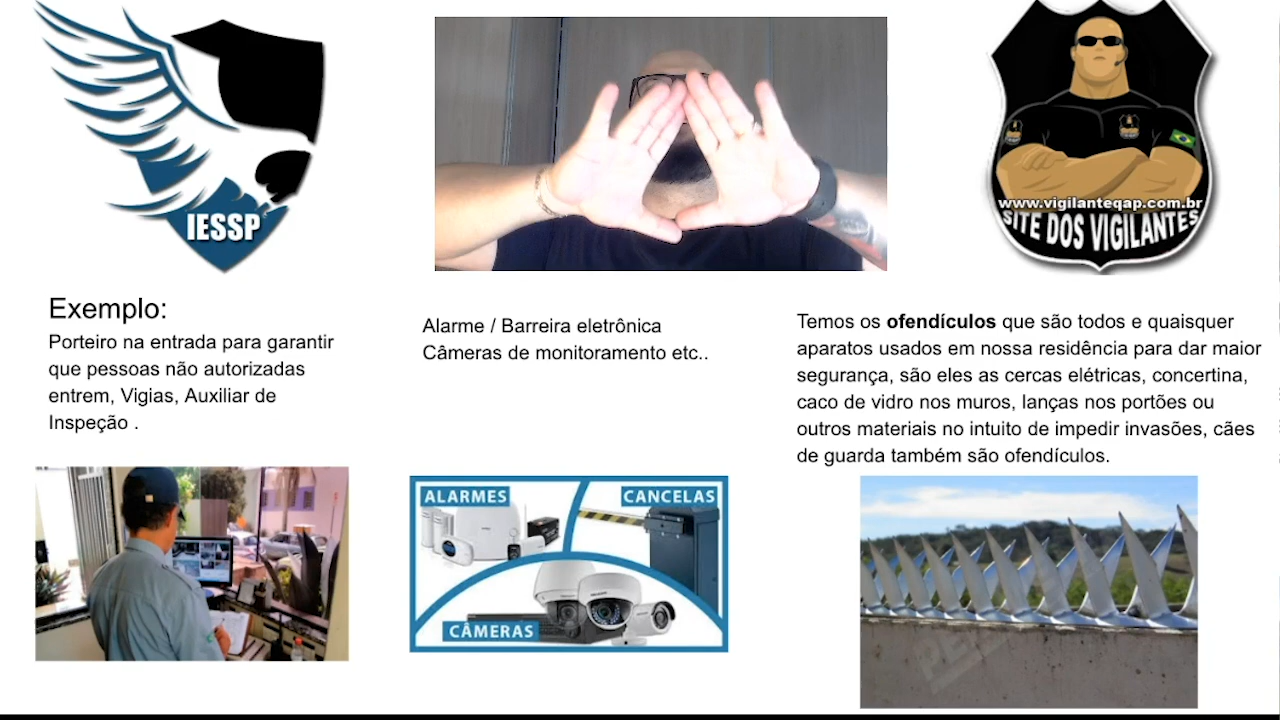 IESSP
www.vigilanteqap.com.br
SITE DOS VIGILANTES
Exemplo:
Porteiro na entrada para garantir
que pessoas não autorizadas
entrem, Vigias, Auxiliar de
Inspeção .
Alarme / Barreira eletrônica
Câmeras de monitoramento etc..
Temos os ofendículos que são todos e quaisquer
aparatos usados em nossa residência para dar maior
segurança, são eles as cercas elétricas, concertina,
caco de vidro nos muros, lanças nos portões ou
outros materiais no intuito de impedir invasões, cães
de guarda também são ofendículos.
ALARMES
CANCELAS
CÂMERAS